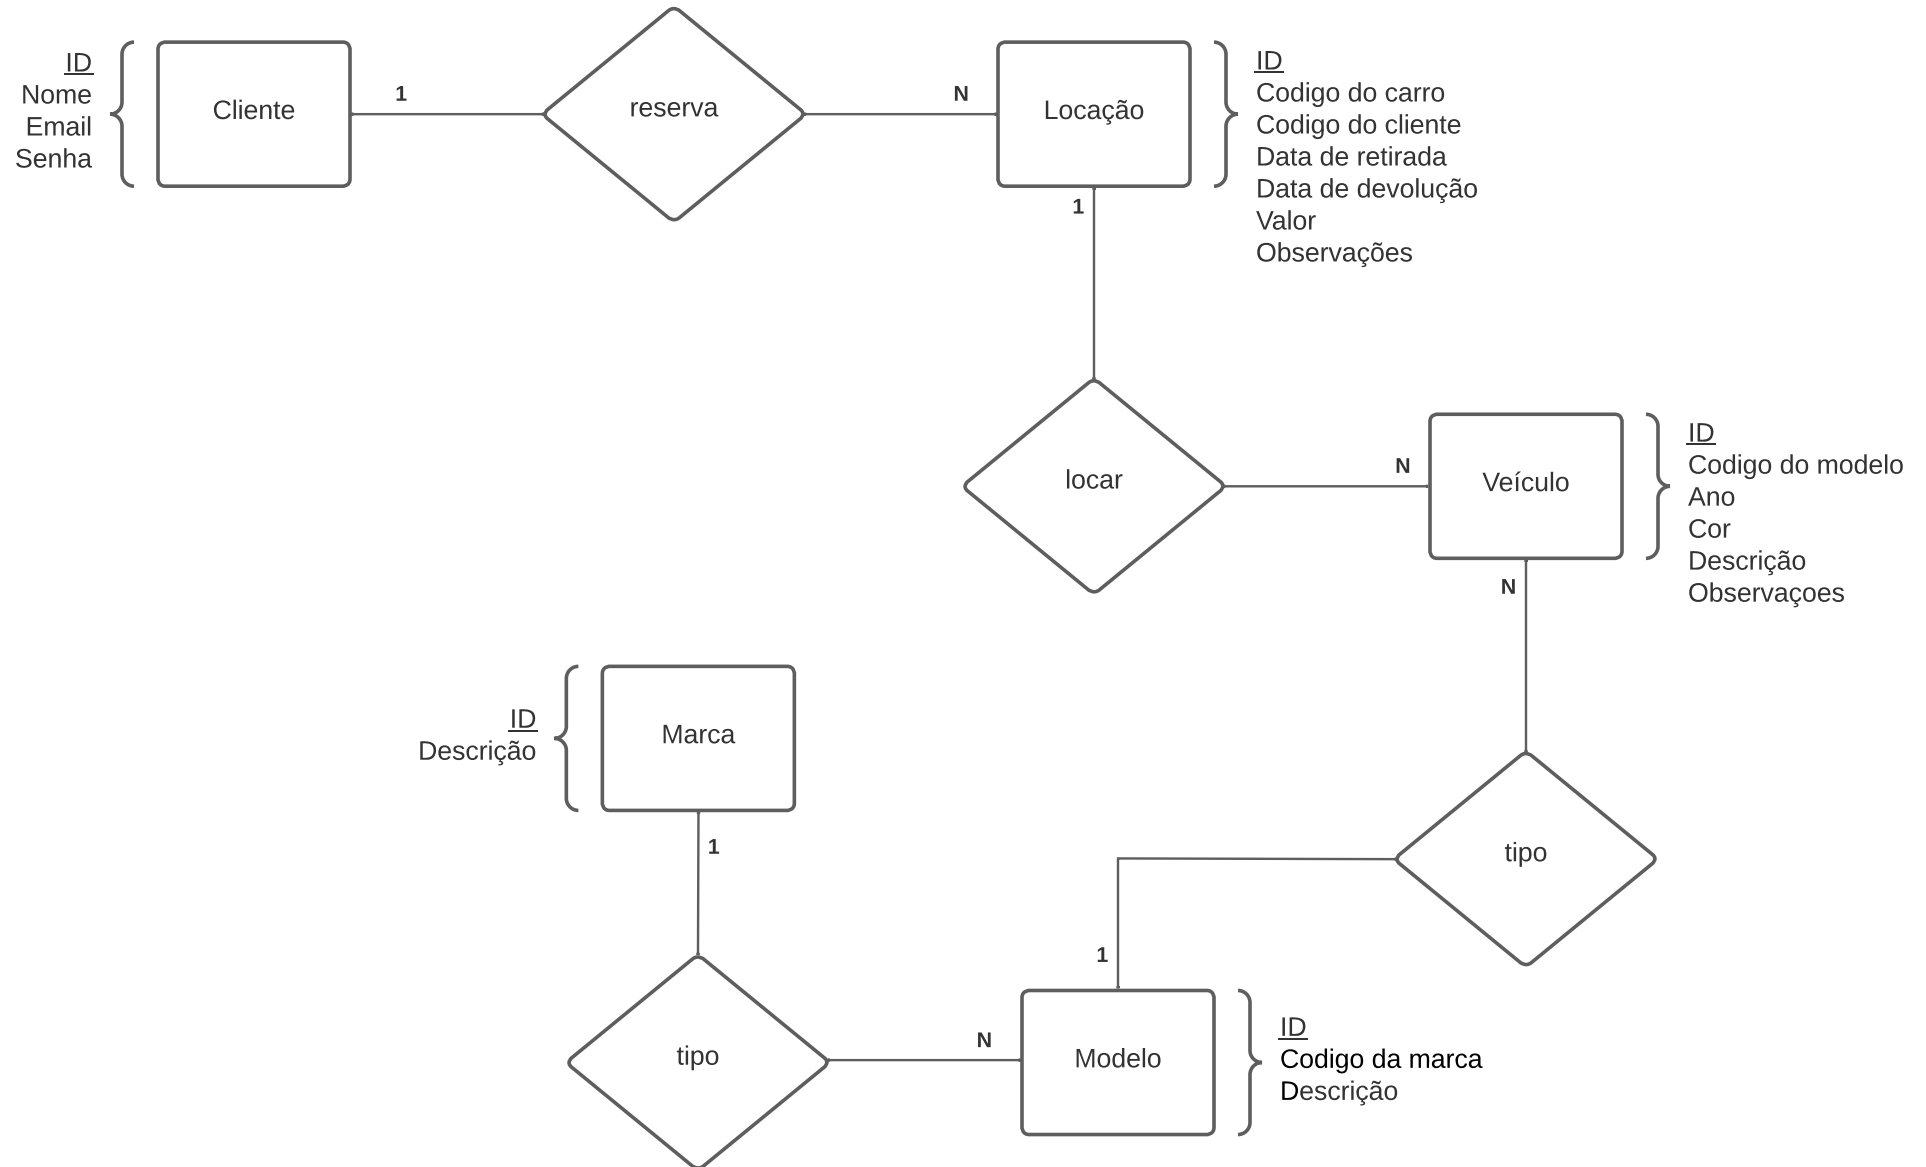 ID
Nome
Email
Senha
Cliente
1
reserva
N
Locação
ID
Codigo do carro
Codigo do cliente
Data de retirada
Data de devolução
Valor
Observações
1
locar
N
Veículo
ID
Codigo do modelo
Ano
Cor
Descrição
Observaçoes
N
tipo
1
ID
Descrição
Marca
1
tipo
N
Modelo
ID
Codigo da marca
Descrição